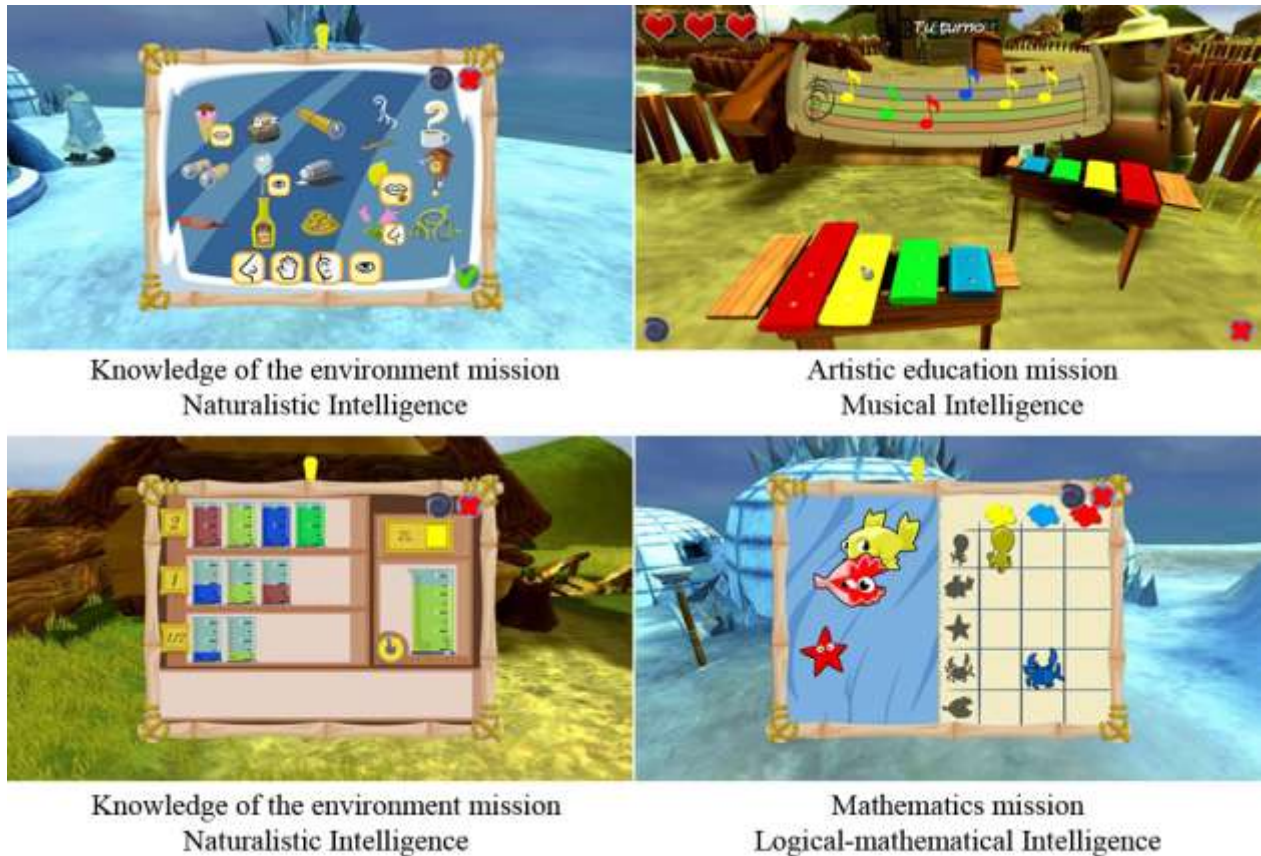 Tu turno
Knowledge of the environment mission
Naturalistic Intelligence
Artistic education mission
Musical Intelligence
2
2L
1
1/2
Knowledge of the environment mission
Naturalistic Intelligence
Mathematics mission
Logical-mathematical Intelligence